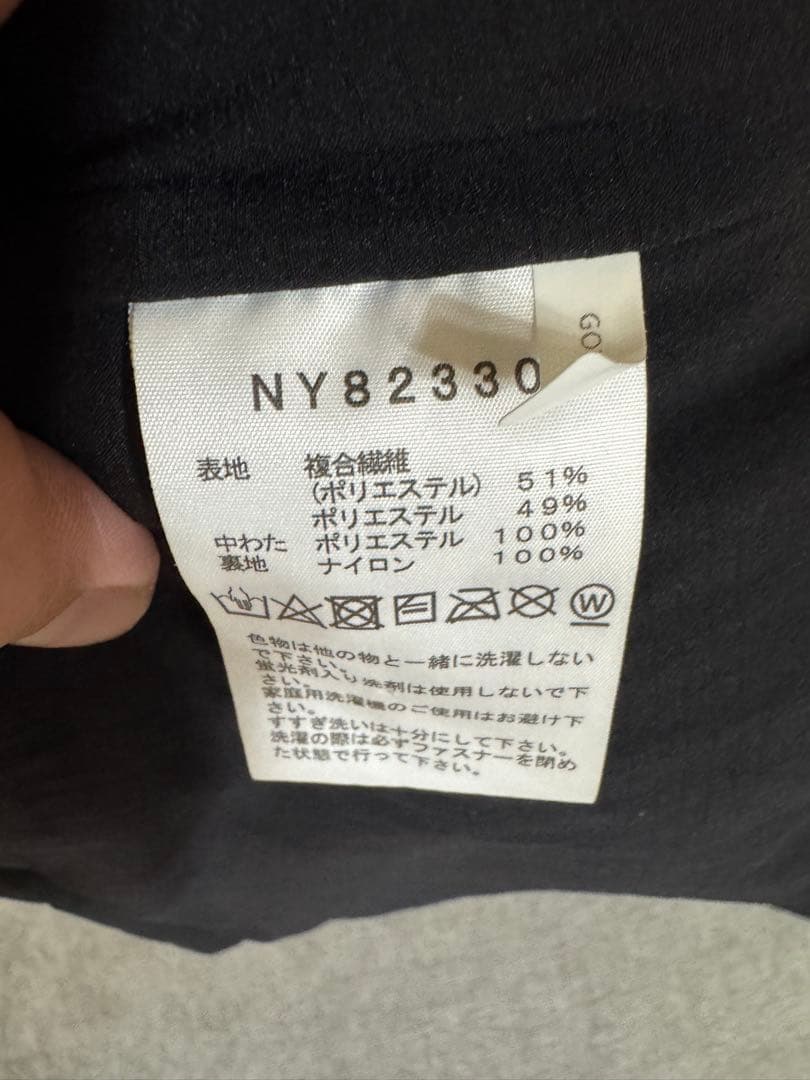 GO
NY82330
表地 複合繊維
(ポリエステル) 51%
ポリエステル 49%
中わた ポリエステル 100%
裏地 ナイロン 100%
W
色物は他の物と一緒に洗濯しない
で下さい。
蛍光剤入り洗剤は使用しないで下
さい。
家庭用洗濯機のご使用はお避け下
さい。
すすぎ洗いは十分にして下さい。
洗濯の際は必ずファスナーを閉め
た状態で行って下さい。